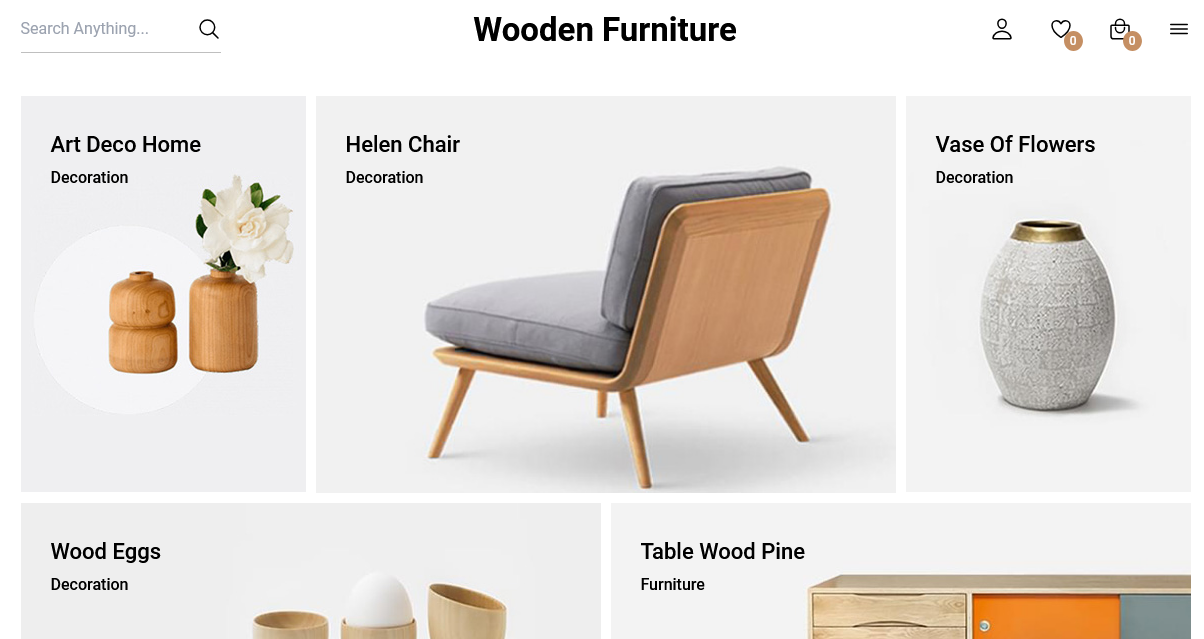 Search Anything...
Wooden Furniture
0
0
Art Deco Home
Decoration
Helen Chair
Decoration
Vase Of Flowers
Decoration
Wood Eggs
Decoration
Table Wood Pine
Furniture